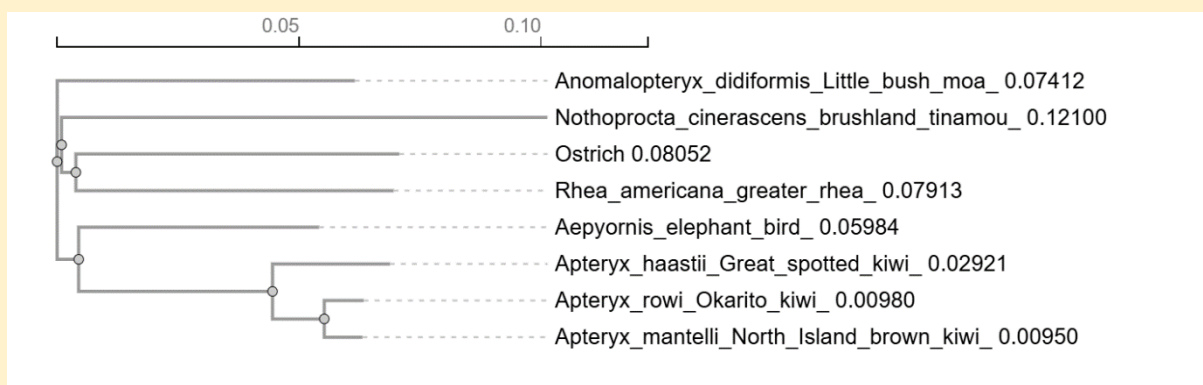 0.05 0.10
Anomalopteryx_didiformis_Little_bush_moa_ 0.07412
Nothoprocta_cinerascens_brushland_tinamou_ 0.12100
Ostrich 0.08052
Rhea_americana_greater_rhea_ 0.07913
Aepyornis_elephant_bird_ 0.05984
Apteryx_haastii_Great_spotted_kiwi_ 0.02921
Apteryx_rowi_Okarito_kiwi_ 0.00980
Apteryx_mantelli_North_Island_brown_kiwi_ 0.00950